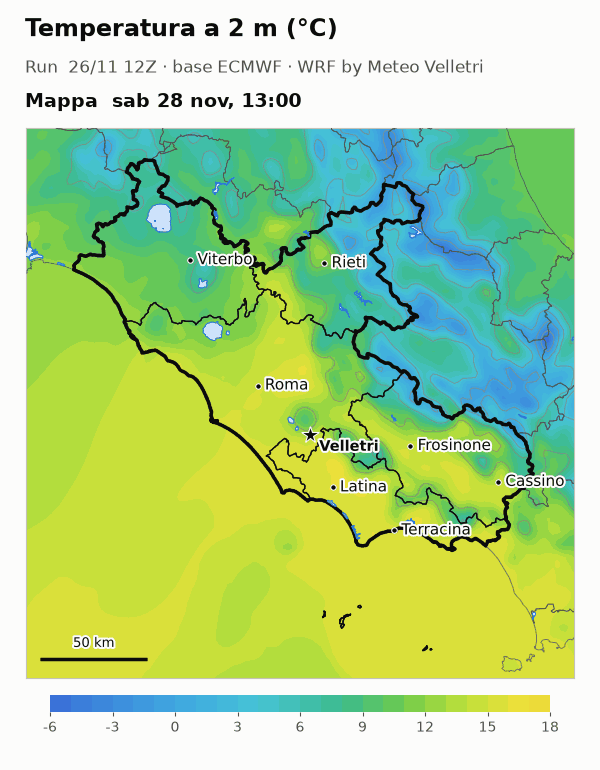 Temperatura a 2 m (°C)
Run  26/11 12Z · base ECMWF · WRF by Meteo Velletri
Mappa  sab 28 nov, 13:00
Viterbo
Rieti
Roma
Velletri
Frosinone
Cassino
Latina
Terracina
50 km
-6 -3 0 3 6 9 12 15 18